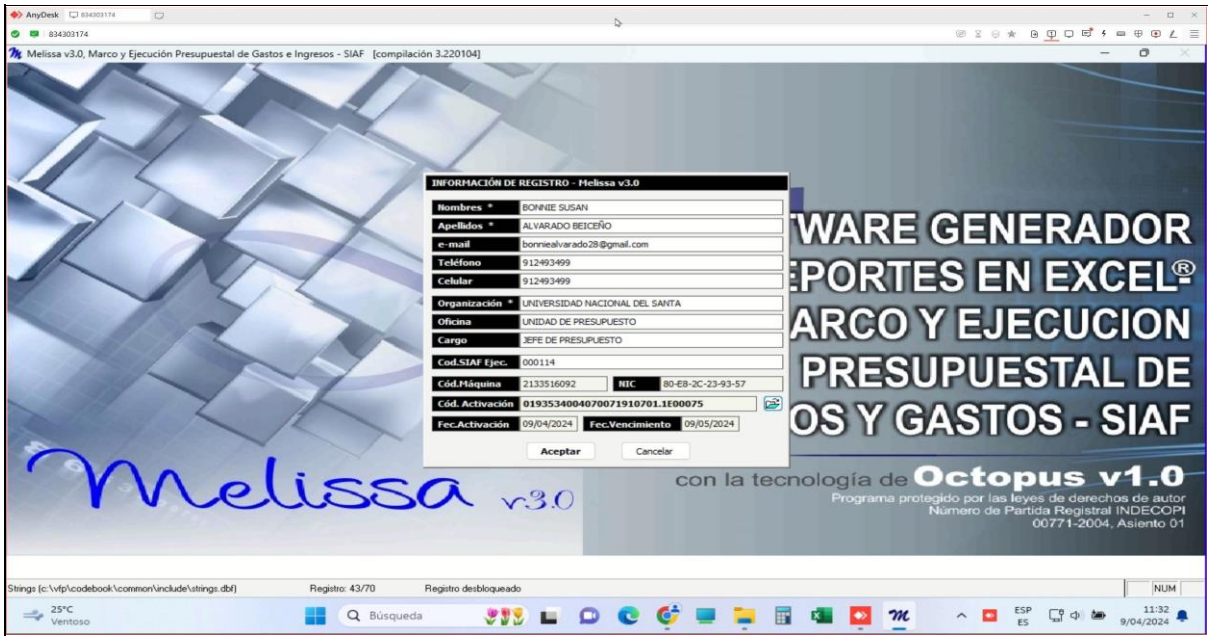 AnyDesk 834303174
834303174
Melissa v3.0, Marco y Ejecución Presupuestal de Gastos e Ingresos - SIAF [compilación 3.220104]
INFORMACIÓN DE REGISTRO - Melissa v3.0
Nombres * BONNIE SUSAN
Apellidos * ALVARADO BEICEÑO
e-mail bonniealvarado28@gmail.com
Teléfono 912493499
Celular 912493499
Organización * UNIVERSIDAD NACIONAL DEL SANTA
Oficina UNIDAD DE PRESUPUESTO
Cargo JEFE DE PRESUPUESTO
Cod.SIAF Ejec. 000114
Cód.Máquina 2133516092 NIC 80-E8-2C-23-93-57
Cód. Activación 0193534004070071910701.1E00075
Fec.Activación 09/04/2024 Fec.Vencimiento 09/05/2024
Aceptar Cancelar
WARE GENERADOR
EPORTES EN EXCEL®
ARCO Y EJECUCION
PRESUPUESTAL DE
OS Y GASTOS - SIAF
Melissa v3.0
con la tecnología de Octopus v1.0
Programa protegido por las leyes de derechos de autor
Número de Partida Registral INDECOPI
00771-2004, Asiento 01
Strings (c:\vfp\codebook\common\include\strings.dbf) Registro: 43/70 Registro desbloqueado NUM
25°C
Ventoso
Búsqueda
ESP
ES
11:32
9/04/2024